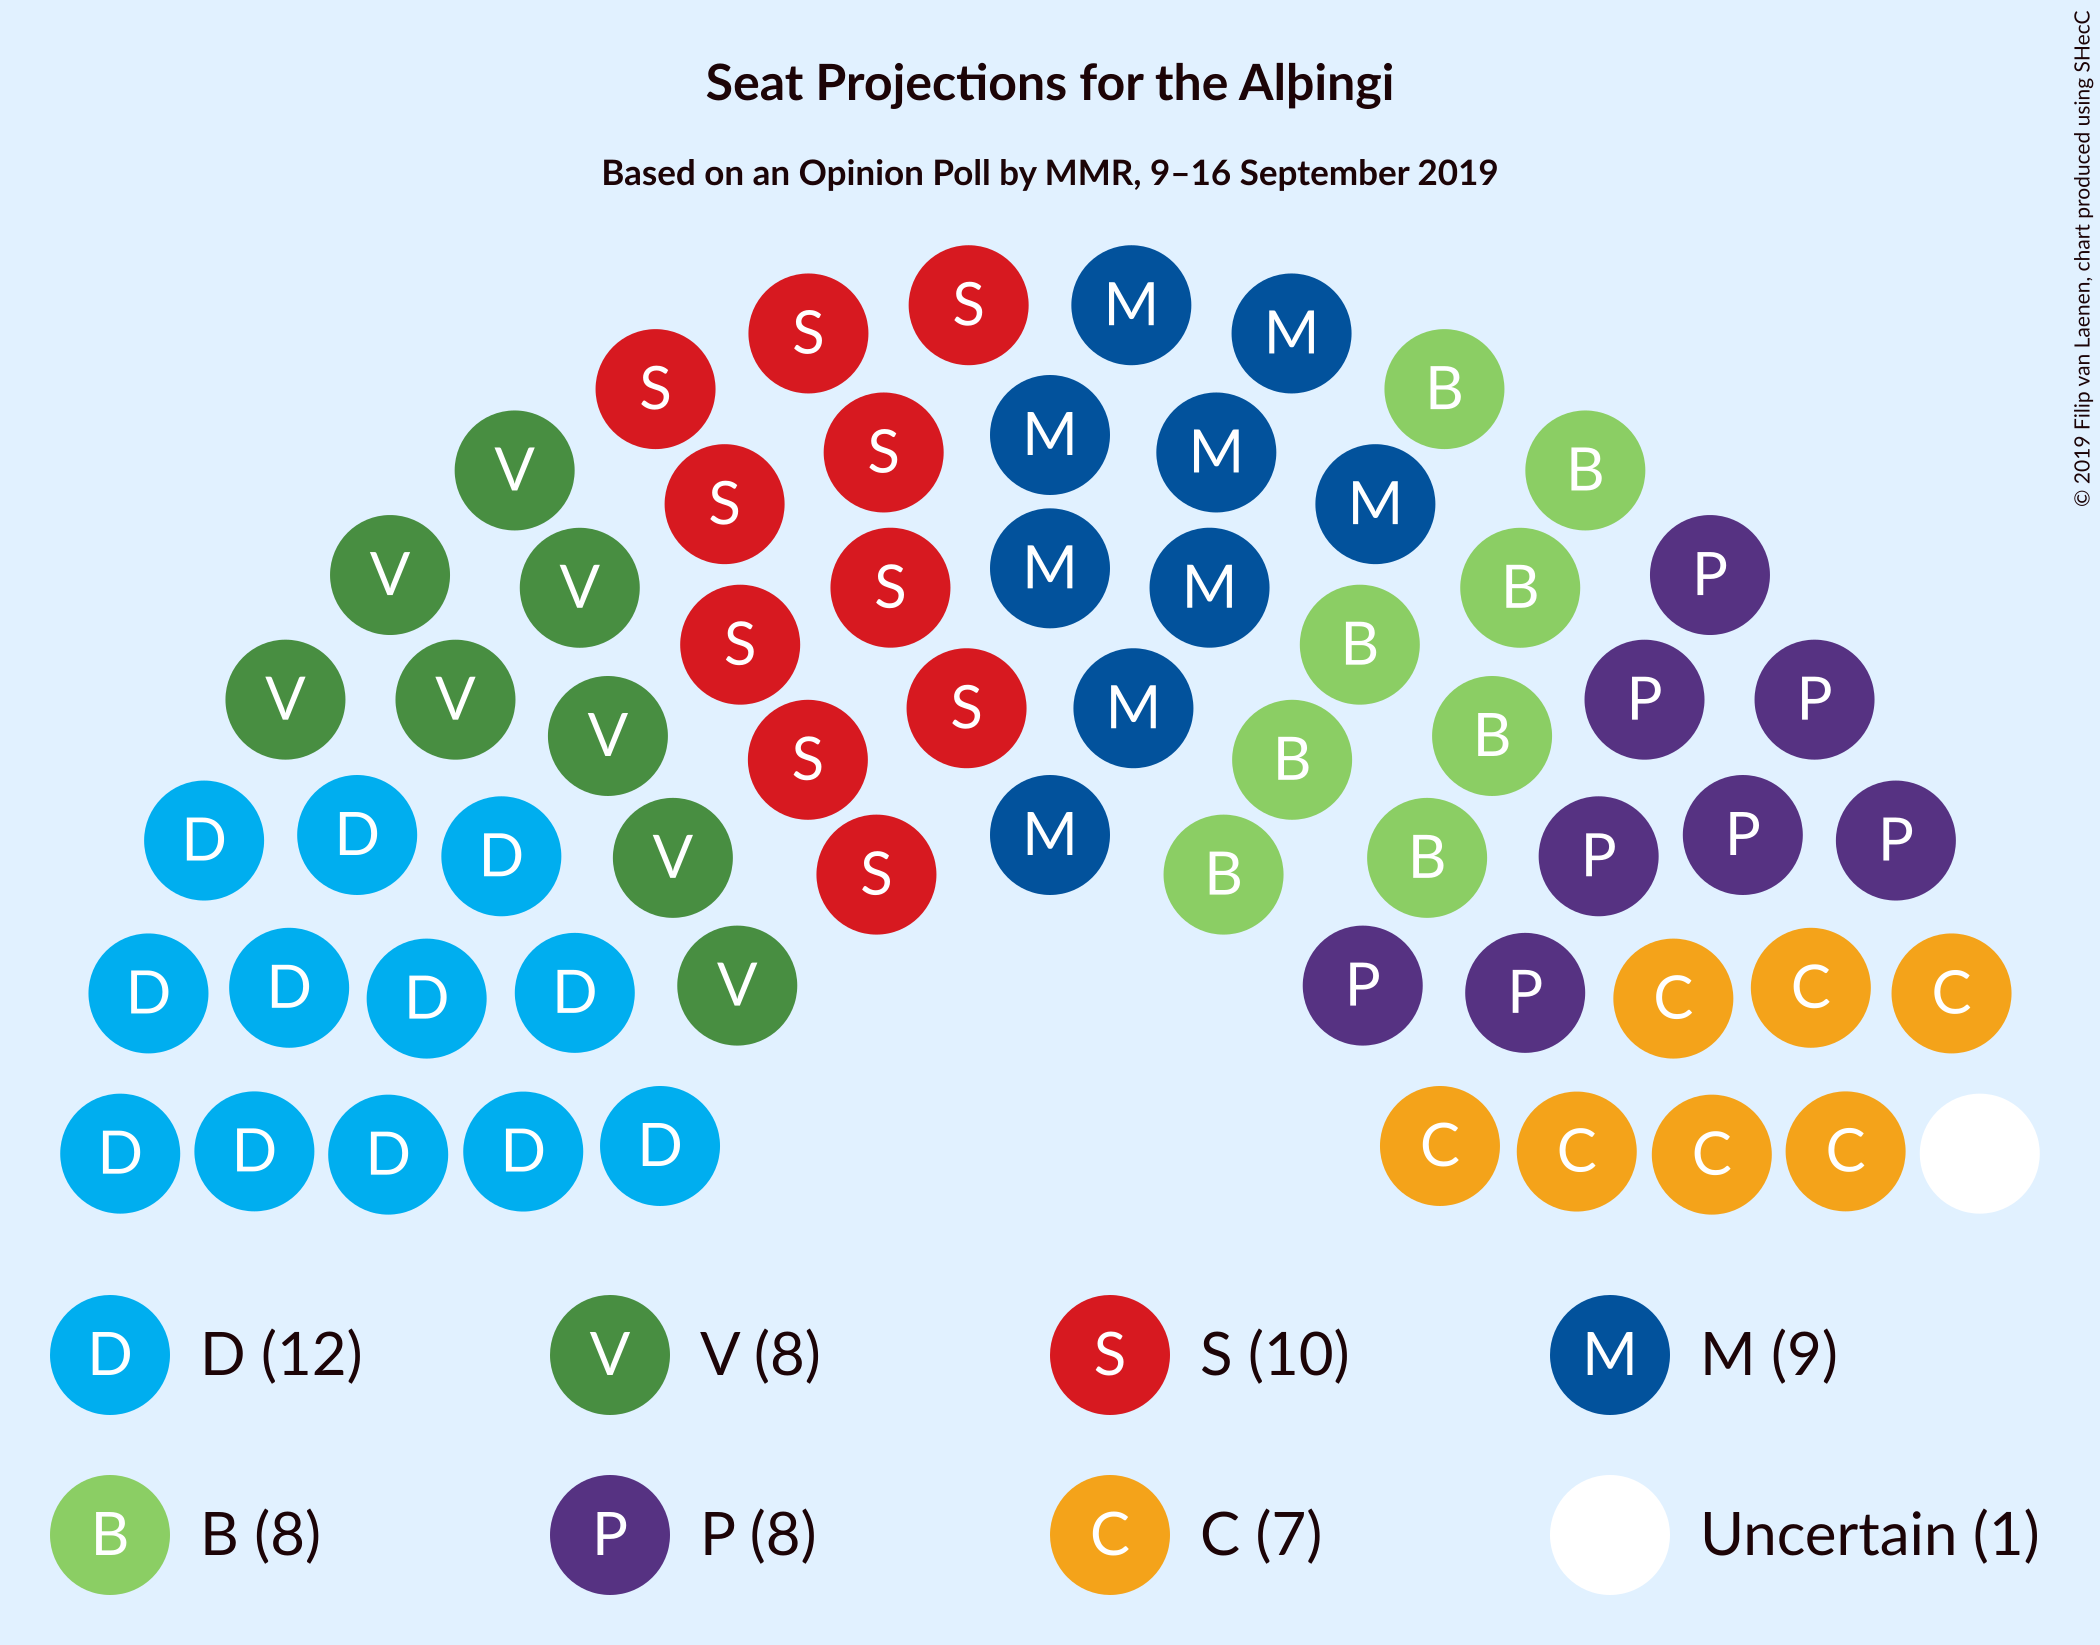 Seat Projections for the Alþingi
Based on an Opinion Poll by MMR, 9–16 September 2019
© 2019 Filip van Laenen, chart produced using SHecC
S S
M M
S S M M B
S M B
V S M
V V S S M M B B P
V V V S S M B B P P
D D D V S M B B P P P
D D D D V B P P C C C
D D D D D C C C C
D D (12) V V (8) S S (10) M M (9)
B B (8) P P (8) C C (7) Uncertain (1)